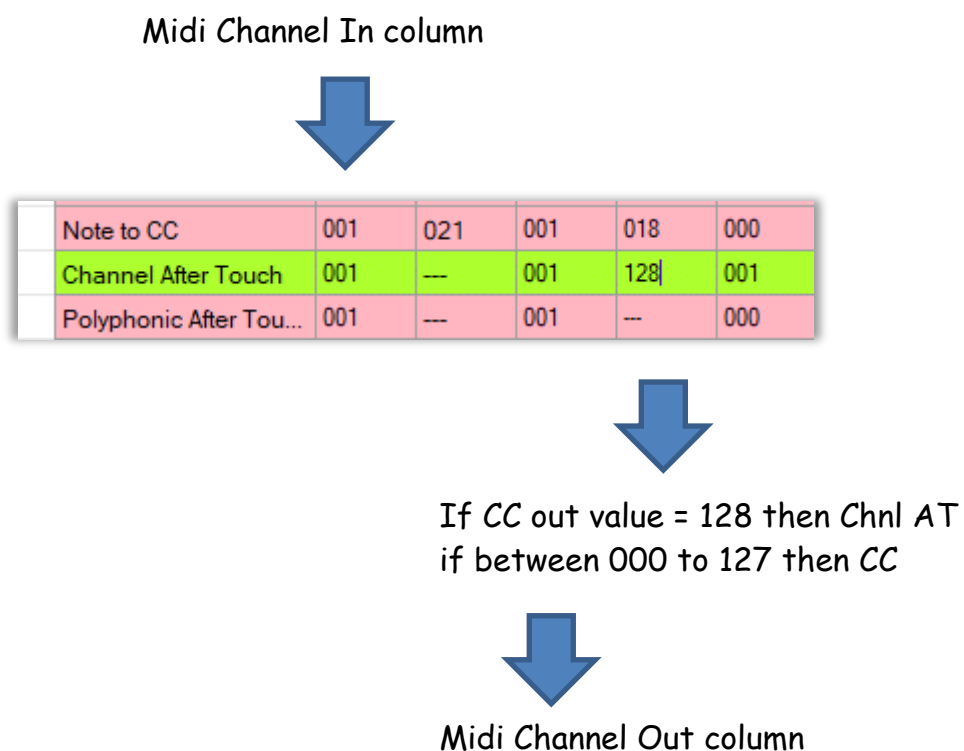 Midi Channel In column
Note to CC 001 021 001 018 000
Channel After Touch 001 --- 001 128 001
Polyphonic After Tou... 001 --- 001 --- 000
If CC out value = 128 then Chnl AT
if between 000 to 127 then CC
Midi Channel Out column